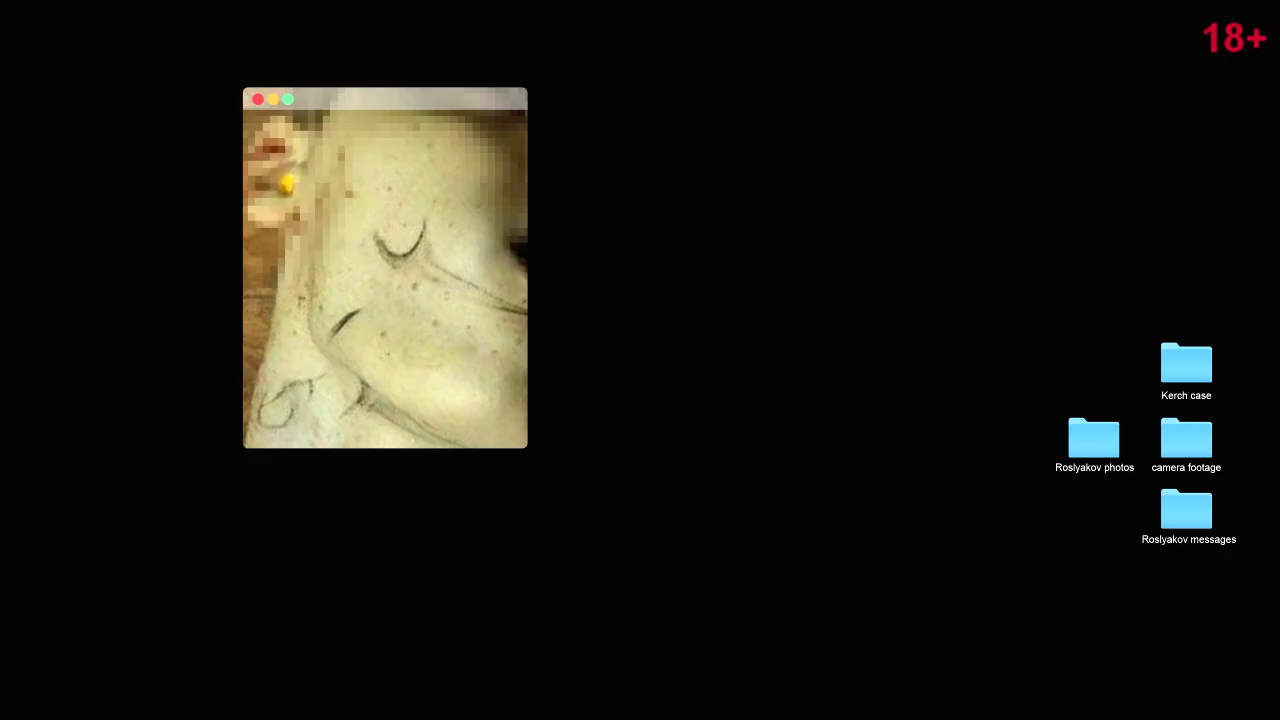 18+
Kerch case
Roslyakov photos
camera footage
Roslyakov messages